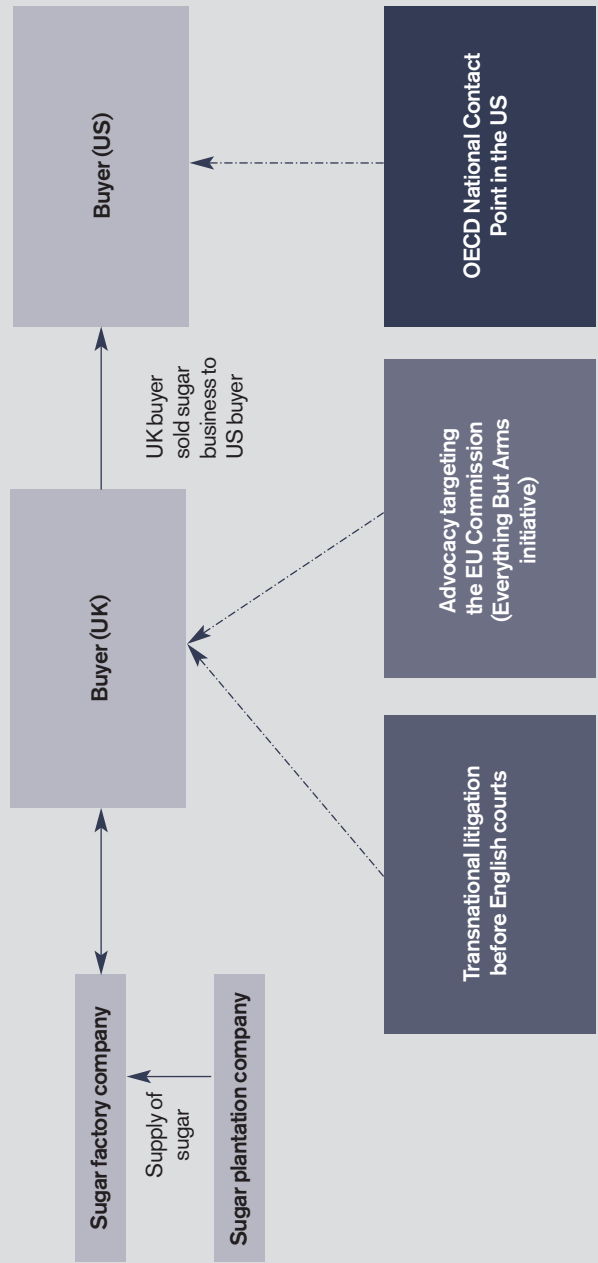 Sugar factory company
Supply of
sugar
Sugar plantation company
Buyer (UK)
UK buyer
sold sugar
business to
US buyer
Buyer (US)
Transnational litigation
before English courts
Advocacy targeting
the EU Commission
(Everything But Arms
initiative)
OECD National Contact
Point in the US